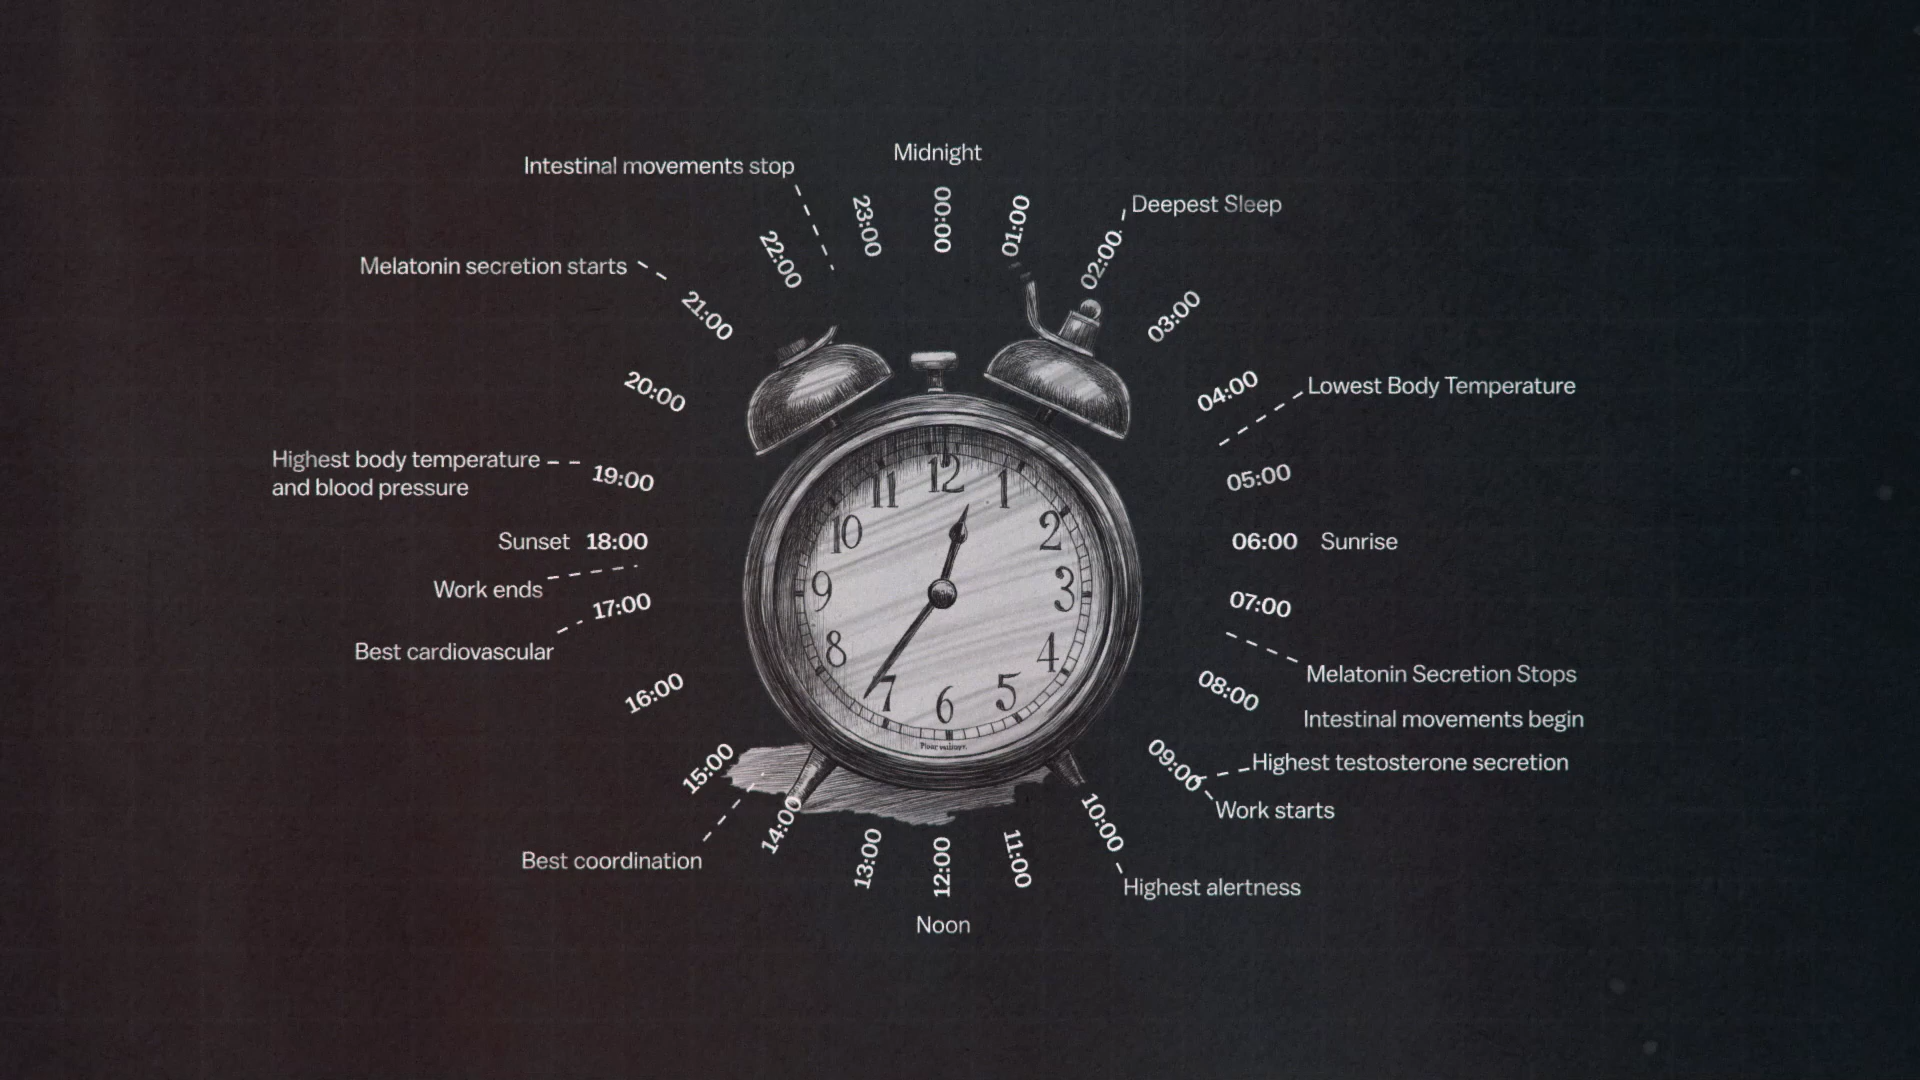 Midnight
Intestinal movements stop
Deepest Sleep
00:00
23:00
01:00
22:00
02:00
Melatonin secretion starts
21:00
03:00
20:00
04:00
Lowest Body Temperature
Highest body temperature
and blood pressure
19:00
05:00
Sunset 18:00
06:00 Sunrise
Work ends
17:00
07:00
Best cardiovascular
Melatonin Secretion Stops
16:00
08:00
Intestinal movements begin
15:00
09:00
Highest testosterone secretion
Work starts
14:00
10:00
Best coordination
13:00
12:00
11:00
Highest alertness
Noon
12
1
2
3
4
5
6
7
8
9
10
11